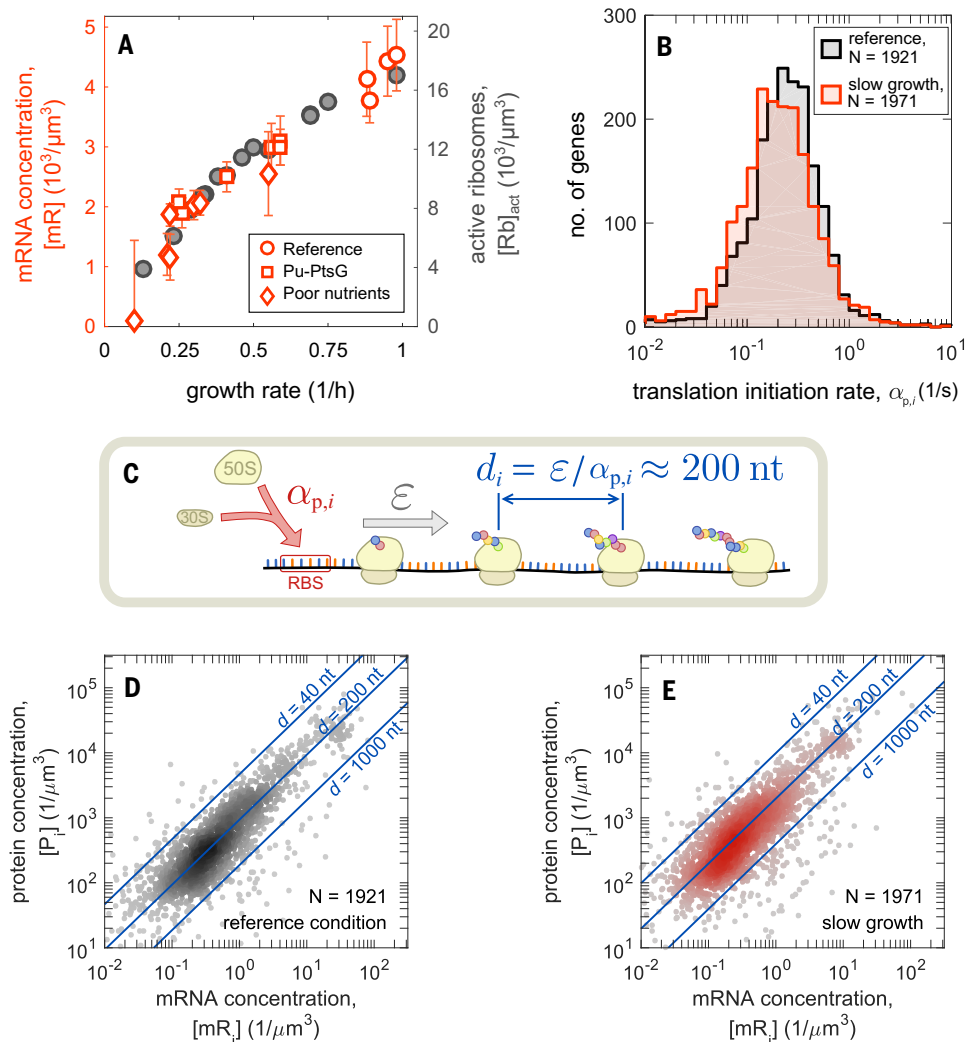 A
mRNA concentration,
[mR] (10³/μm³)
5
4
3
2
1
0
0
0.25
0.5
0.75
1
growth rate (1/h)
20
16
12
8
4
0
active ribosomes,
[Rb]act (10³/μm³)
Reference
Pu-PtsG
Poor nutrients
B
no. of genes
300
200
100
0
10⁻²
10⁻¹
10⁰
10¹
translation initiation rate, αp,i (1/s)
reference,
N = 1921
slow growth,
N = 1971
C
50S
30S
αp,i
ε
dᵢ = ε/αp,i ≈ 200 nt
RBS
D
protein concentration,
[Pᵢ] (1/μm³)
10⁵
10⁴
10³
10²
10¹
10⁻²
10⁻¹
10⁰
10¹
10²
mRNA concentration,
[mRᵢ] (1/μm³)
d = 40 nt
d = 200 nt
d = 1000 nt
N = 1921
reference condition
E
protein concentration,
[Pᵢ] (1/μm³)
10⁵
10⁴
10³
10²
10¹
10⁻²
10⁻¹
10⁰
10¹
10²
mRNA concentration,
[mRᵢ] (1/μm³)
d = 40 nt
d = 200 nt
d = 1000 nt
N = 1971
slow growth